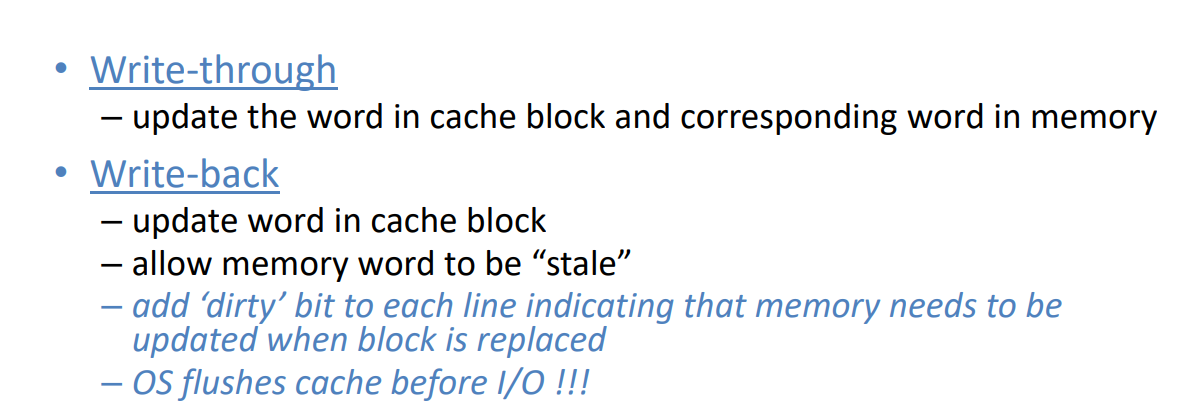 • Write-through
– update the word in cache block and corresponding word in memory
• Write-back
– update word in cache block
– allow memory word to be “stale”
– add ‘dirty’ bit to each line indicating that memory needs to be
updated when block is replaced
– OS flushes cache before I/O !!!